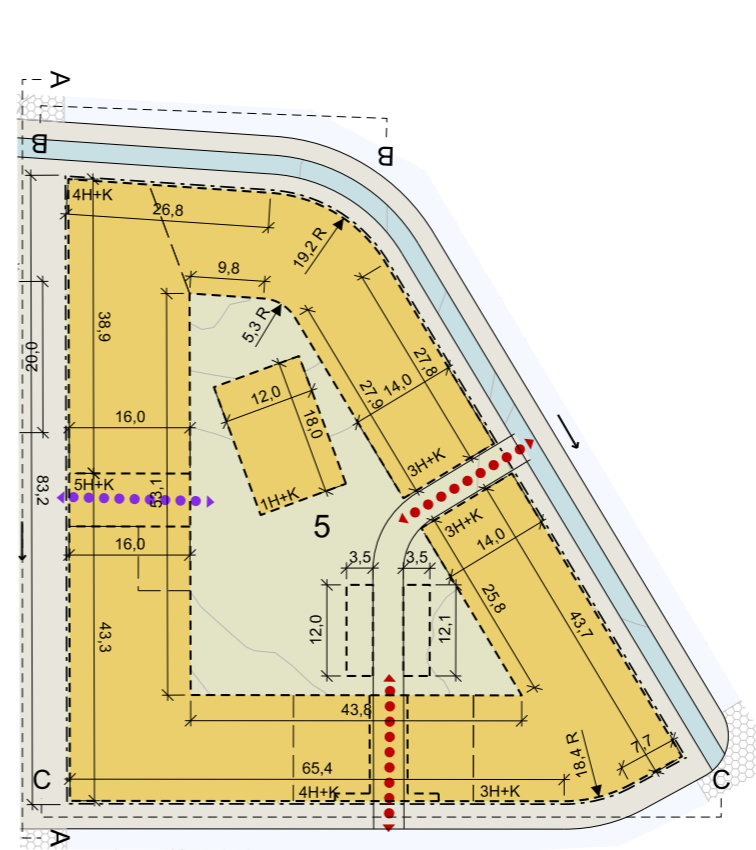 A
B
B
4H+K
26,8
19,2 R
9,8
5,3 R
38,9
20,0
27,8
27,9
14,0
12,0
18,0
16,0
3H+K
5H+K
83,2
53,1
1H+K
5
3H+K
14,0
16,0
3,5
3,5
25,8
43,7
12,0
12,1
43,3
43,8
18,4 R
7,7
65,4
C
4H+K
3H+K
C
A